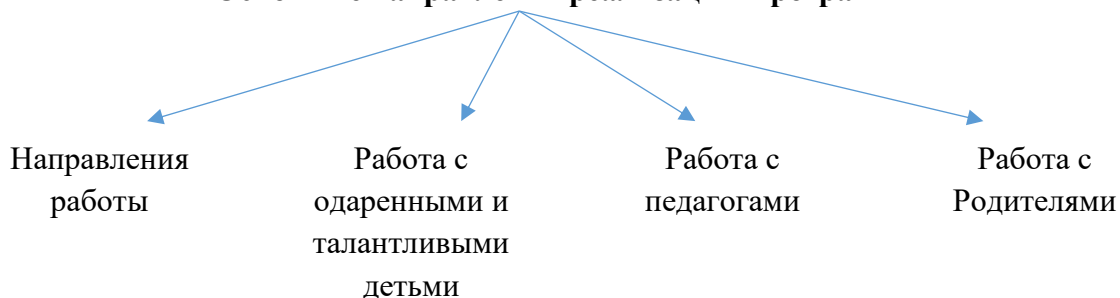 Направления
работы
Работа с
одаренными и
талантливыми
детьми
Работа с
педагогами
Работа с
Родителями